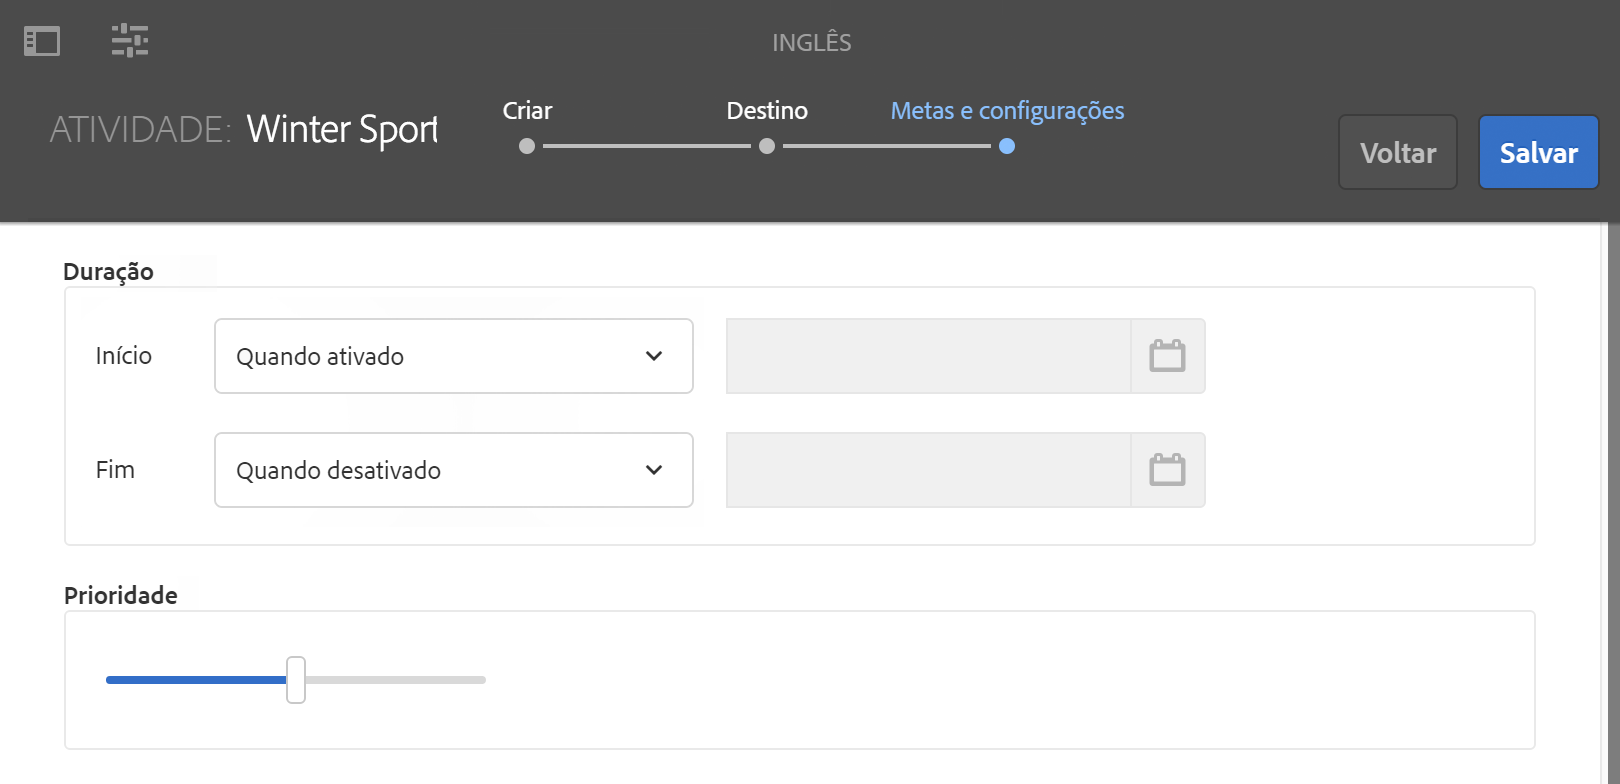 INGLÊS
ATIVIDADE: Winter Sport
Criar
Destino
Metas e configurações
Voltar
Salvar
Duração
Início
Quando ativado
Fim
Quando desativado
Prioridade